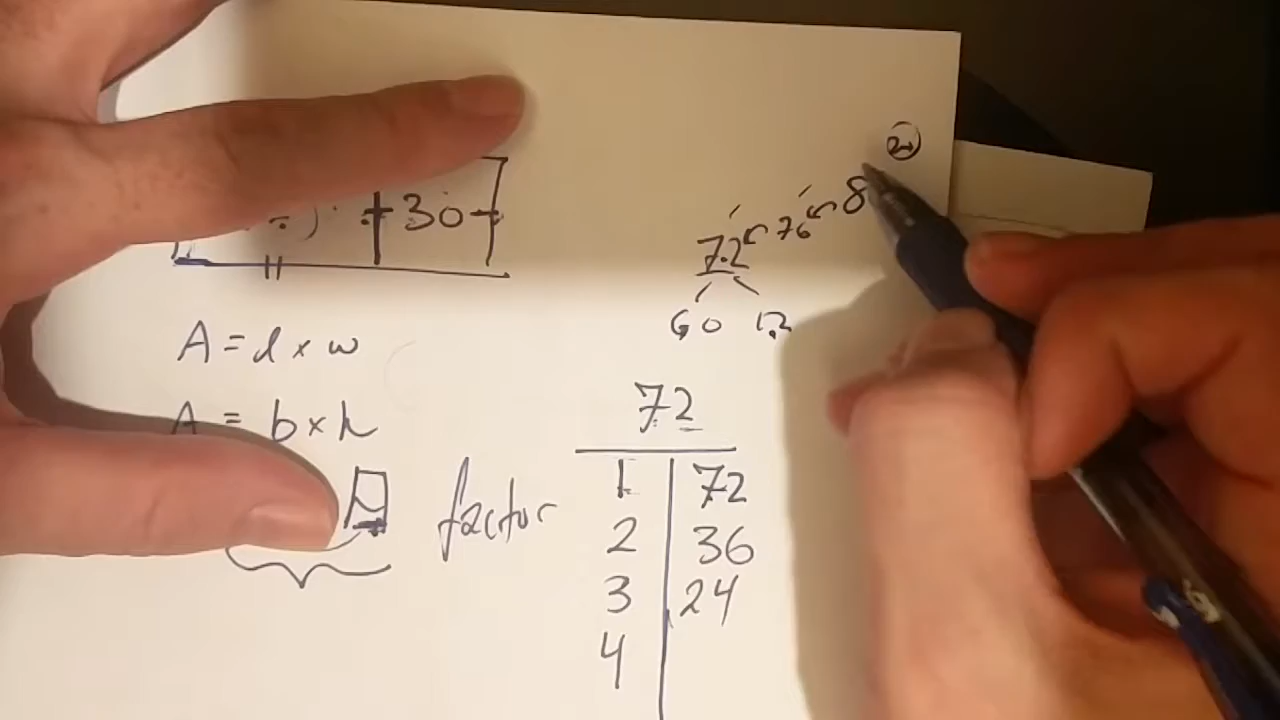 30
72 76 8
60 12
A = l x w
A = b x h
factor
72
1 72
2 36
3 24
4